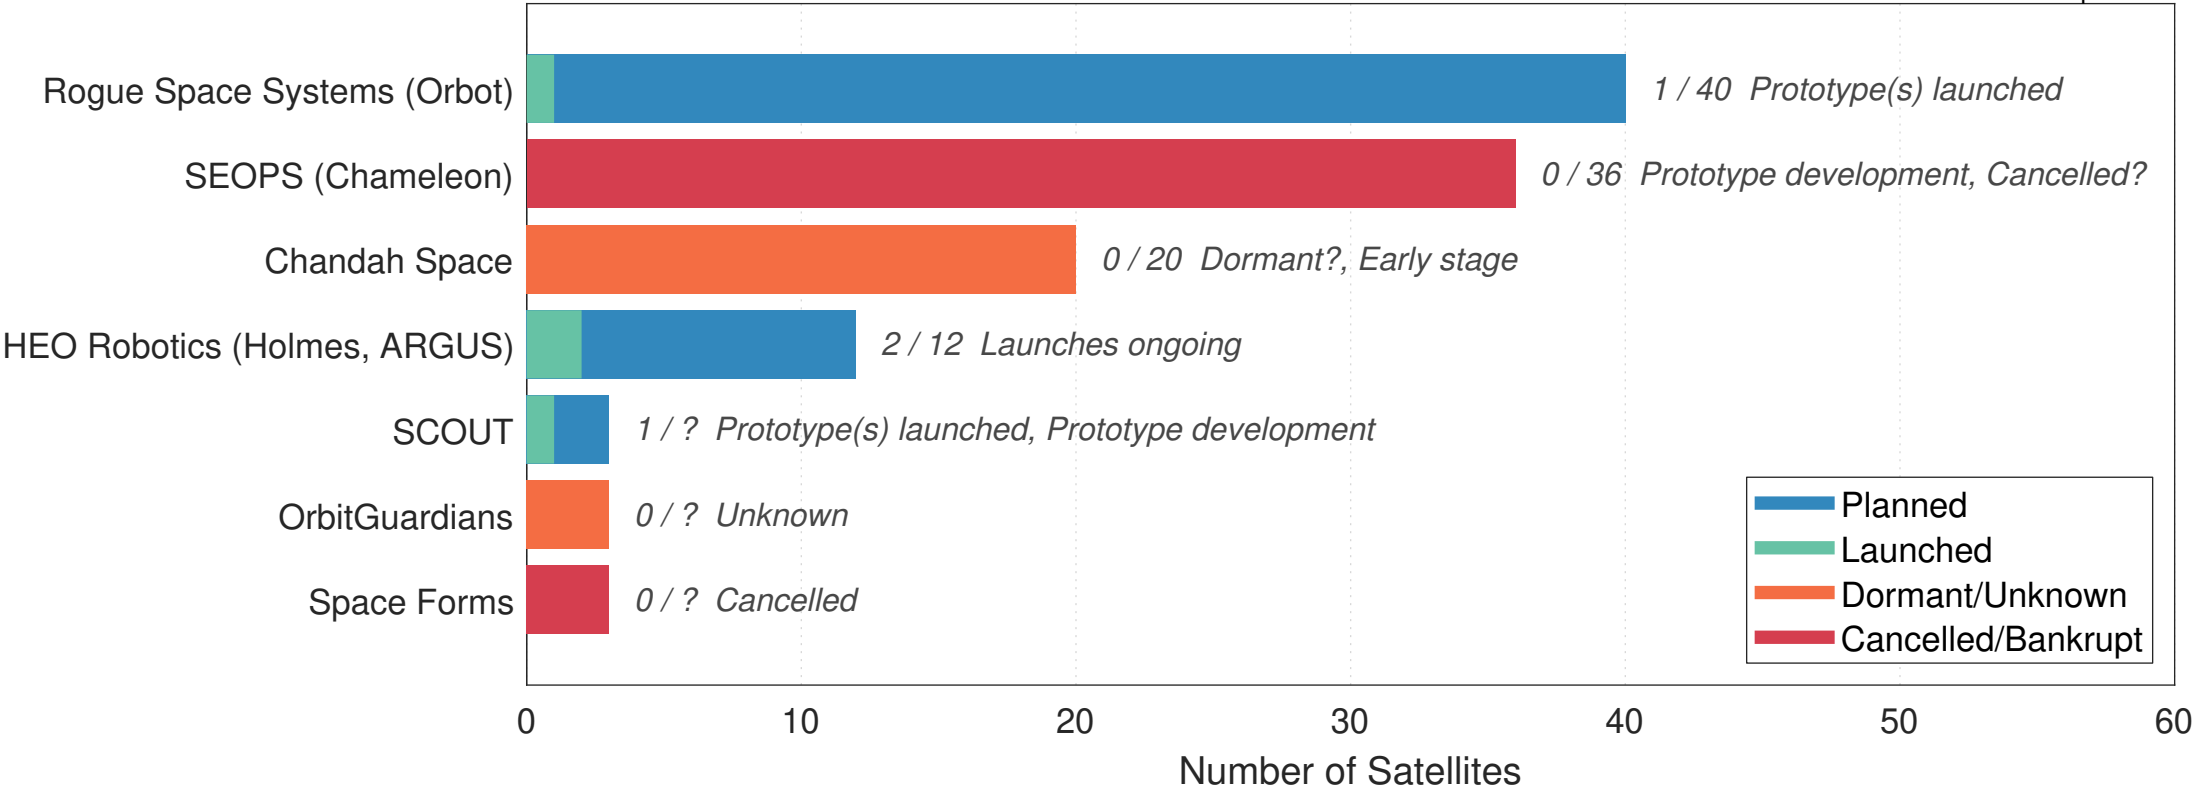 Rogue Space Systems (Orbot)
1 / 40 Prototype(s) launched
SEOPS (Chameleon)
0 / 36 Prototype development, Cancelled?
Chandah Space
0 / 20 Dormant?, Early stage
HEO Robotics (Holmes, ARGUS)
2 / 12 Launches ongoing
SCOUT
1 / ? Prototype(s) launched, Prototype development
OrbitGuardians
0 / ? Unknown
Space Forms
0 / ? Cancelled
Planned
Launched
Dormant/Unknown
Cancelled/Bankrupt
0 10 20 30 40 50 60
Number of Satellites